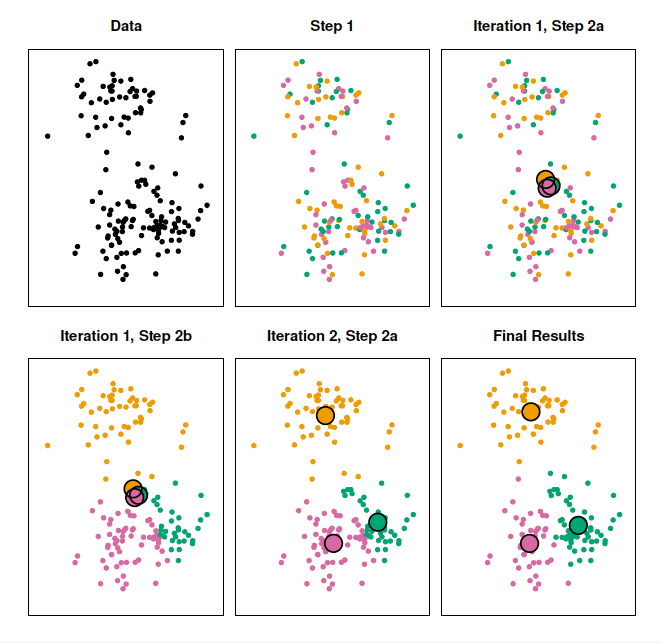 Data
Step 1
Iteration 1, Step 2a
Iteration 1, Step 2b
Iteration 2, Step 2a
Final Results